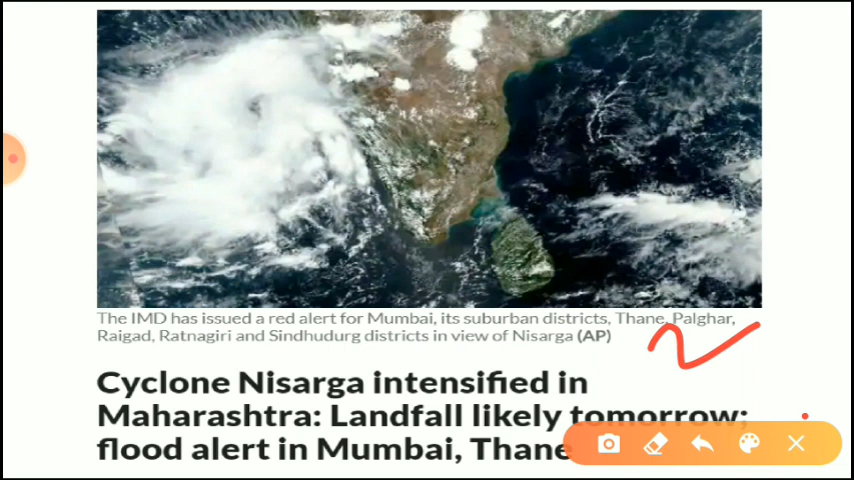 The IMD has issued a red alert for Mumbai, its suburban districts, Thane, Palghar,
Raigad, Ratnagiri and Sindhudurg districts in view of Nisarga (AP)
Cyclone Nisarga intensified in
Maharashtra: Landfall likely tomorrow;
flood alert in Mumbai, Thane